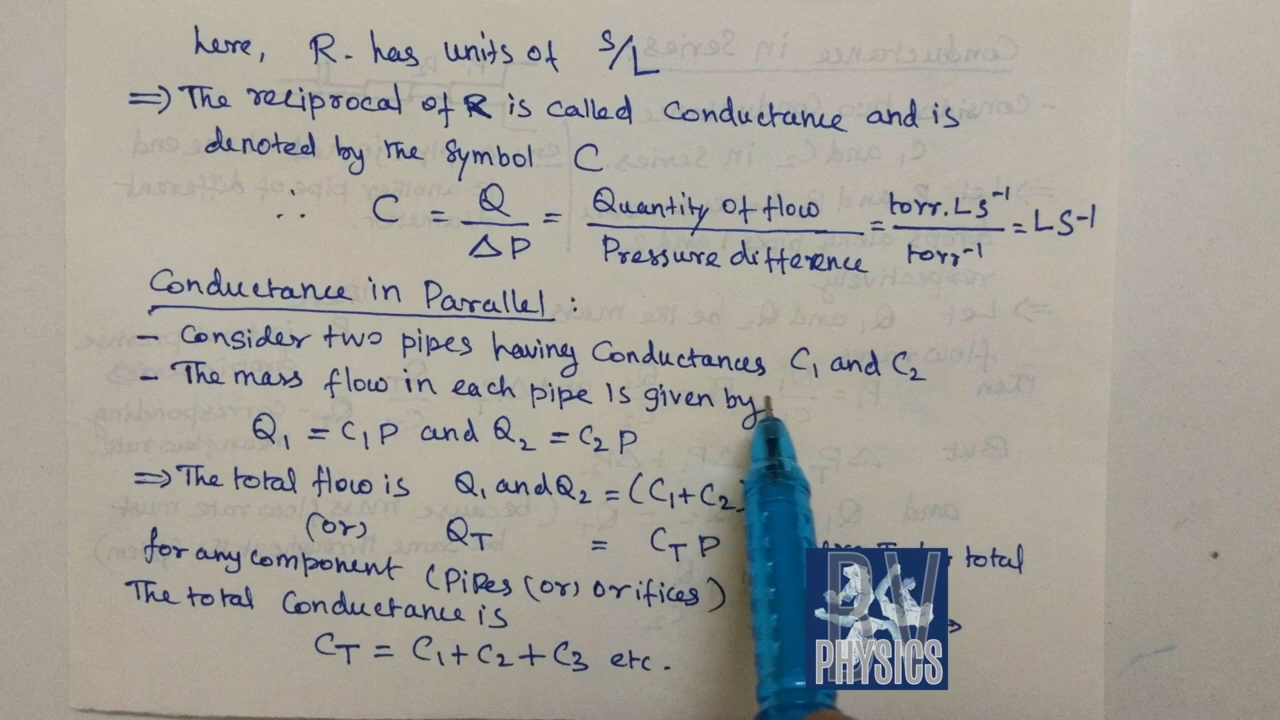 here, R- has units of S/L
=> The reciprocal of R is called Conductance and is
denoted by the symbol C
∴ C = Q/ΔP = Quantity of flow/Pressure difference = torr.LS⁻¹/torr⁻¹ = LS⁻¹
Conductance in Parallel :
- Consider two pipes having Conductances C₁ and C₂
- The mass flow in each pipe is given by
Q₁ = C₁P and Q₂ = C₂P
=> The total flow is Q₁ and Q₂ = (C₁+C₂)
(or) Q_T = C_T P total
for any component (Pipes (or) orifices)
The total Conductance is
C_T = C₁+C₂+C₃ etc.
RV
PHYSICS